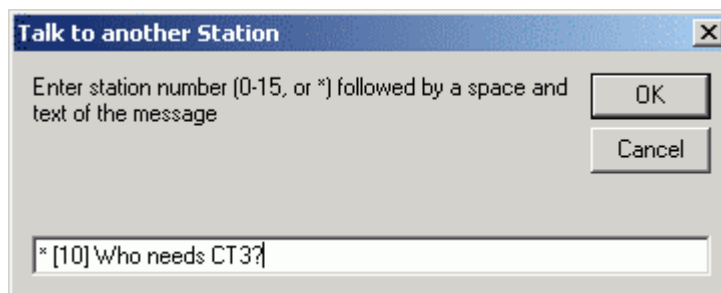 Talk to another Station
Enter station number (0-15, or *) followed by a space and
text of the message
OK
Cancel
* [10] Who needs CT3?